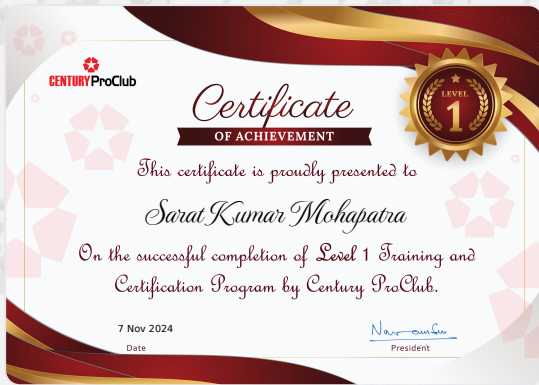 CENTURY ProClub
Certificate
OF ACHIEVEMENT
LEVEL
1
This certificate is proudly presented to
Sarat Kumar Mohapatra
On the successful completion of Level 1 Training and
Certification Program by Century ProClub.
7 Nov 2024
Date
President